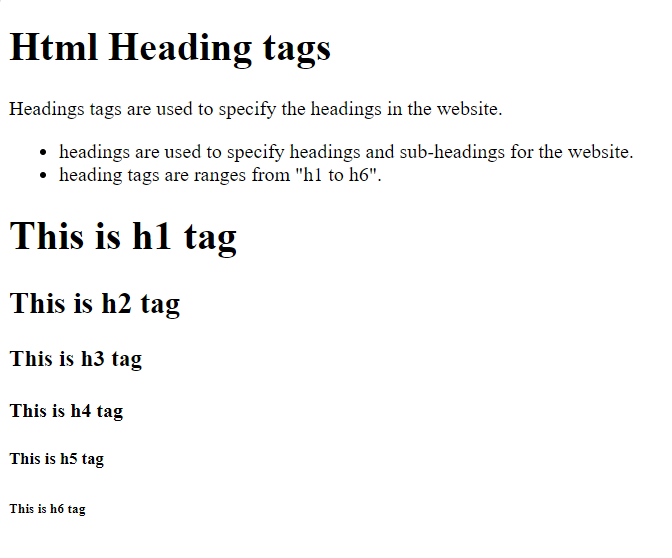 Html Heading tags
Headings tags are used to specify the headings in the website.
headings are used to specify headings and sub-headings for the website.
heading tags are ranges from "h1 to h6".
This is h1 tag
This is h2 tag
This is h3 tag
This is h4 tag
This is h5 tag
This is h6 tag